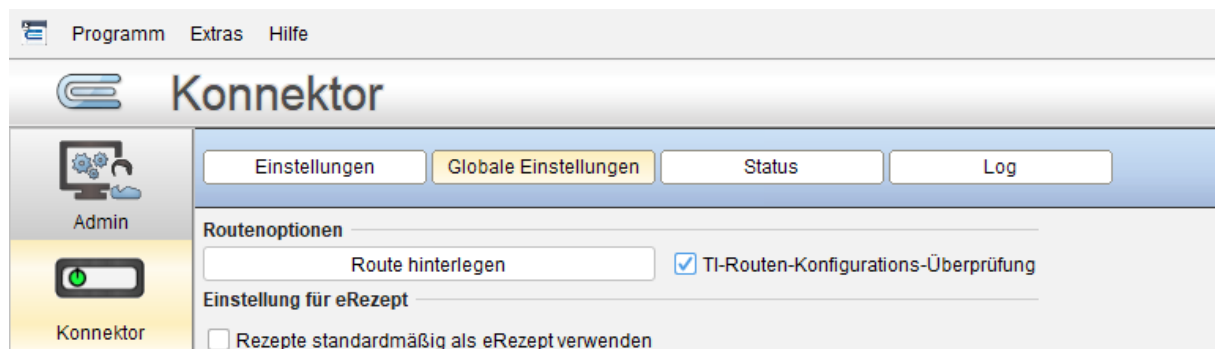 Programm Extras Hilfe
Konnektor
Einstellungen Globale Einstellungen Status Log
Admin
Routenoptionen
Route hinterlegen TI-Routen-Konfigurations-Überprüfung
Einstellung für eRezept
Konnektor
Rezepte standardmäßig als eRezept verwenden